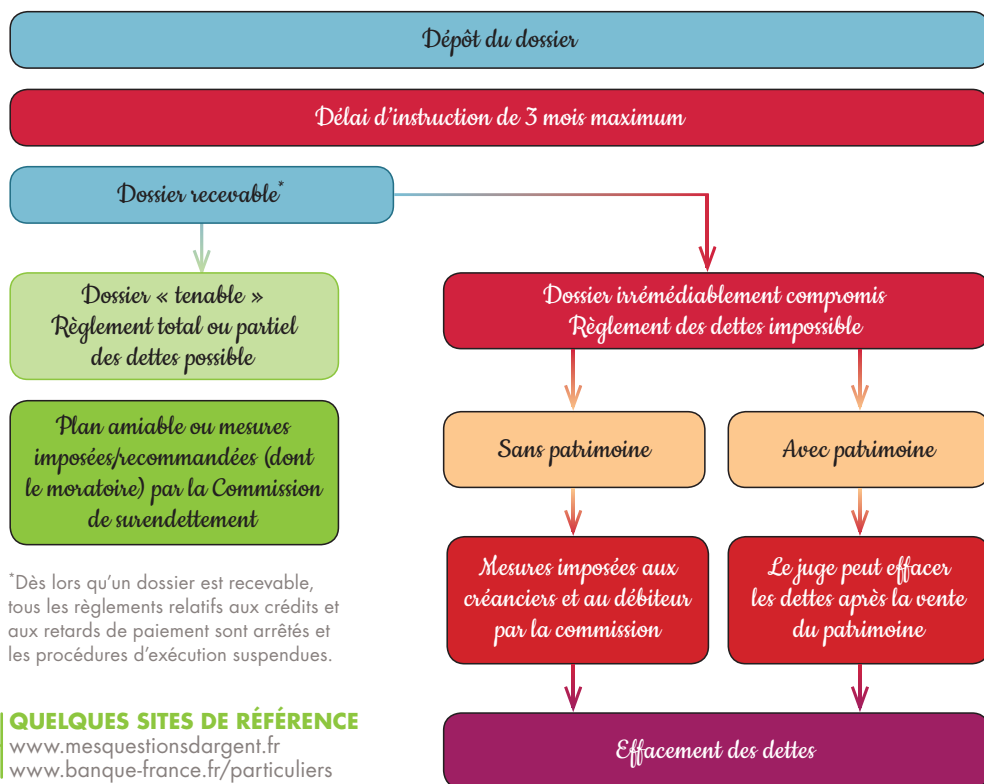 Dépôt du dossier
Délai d'instruction de 3 mois maximum
Dossier recevable*
Dossier « tenable »
Règlement total ou partiel
des dettes possible
Dossier irrémédiablement compromis
Règlement des dettes impossible
Plan amiable ou mesures
imposées/recommandées (dont
le moratoire) par la Commission
de surendettement
Sans patrimoine
Avec patrimoine
Mesures imposées aux
créanciers et au débiteur
par la commission
Le juge peut effacer
les dettes après la vente
du patrimoine
*Dès lors qu'un dossier est recevable,
tous les règlements relatifs aux crédits et
aux retards de paiement sont arrêtés et
les procédures d'exécution suspendues.
Effacement des dettes
QUELQUES SITES DE RÉFÉRENCE
www.mesquestionsdargent.fr
www.banque-france.fr/particuliers